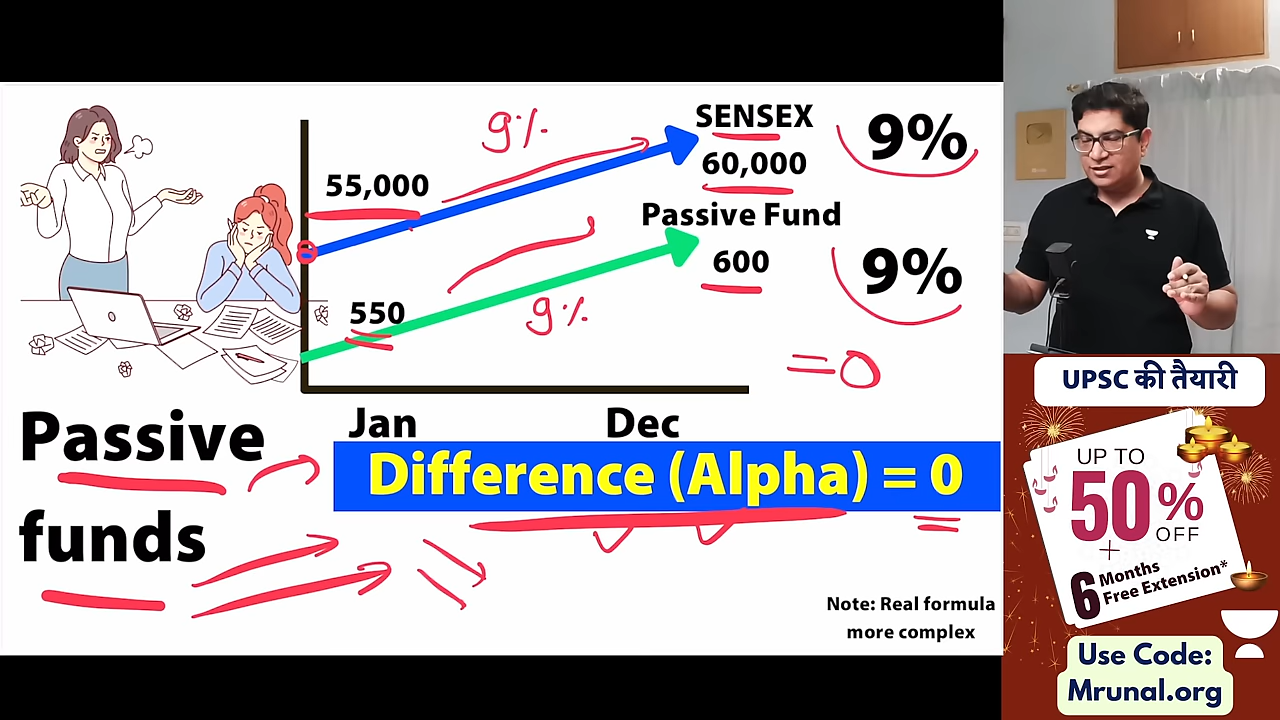 9%
SENSEX
9%
60,000
55,000
Passive Fund
600
9%
550
9%
=0
Jan
Dec
Passive
funds
Difference (Alpha) = 0
Note: Real formula
more complex
UPSC की तैयारी
UP TO
50% OFF
+
6 Months
Free Extension*
Use Code:
Mrunal.org